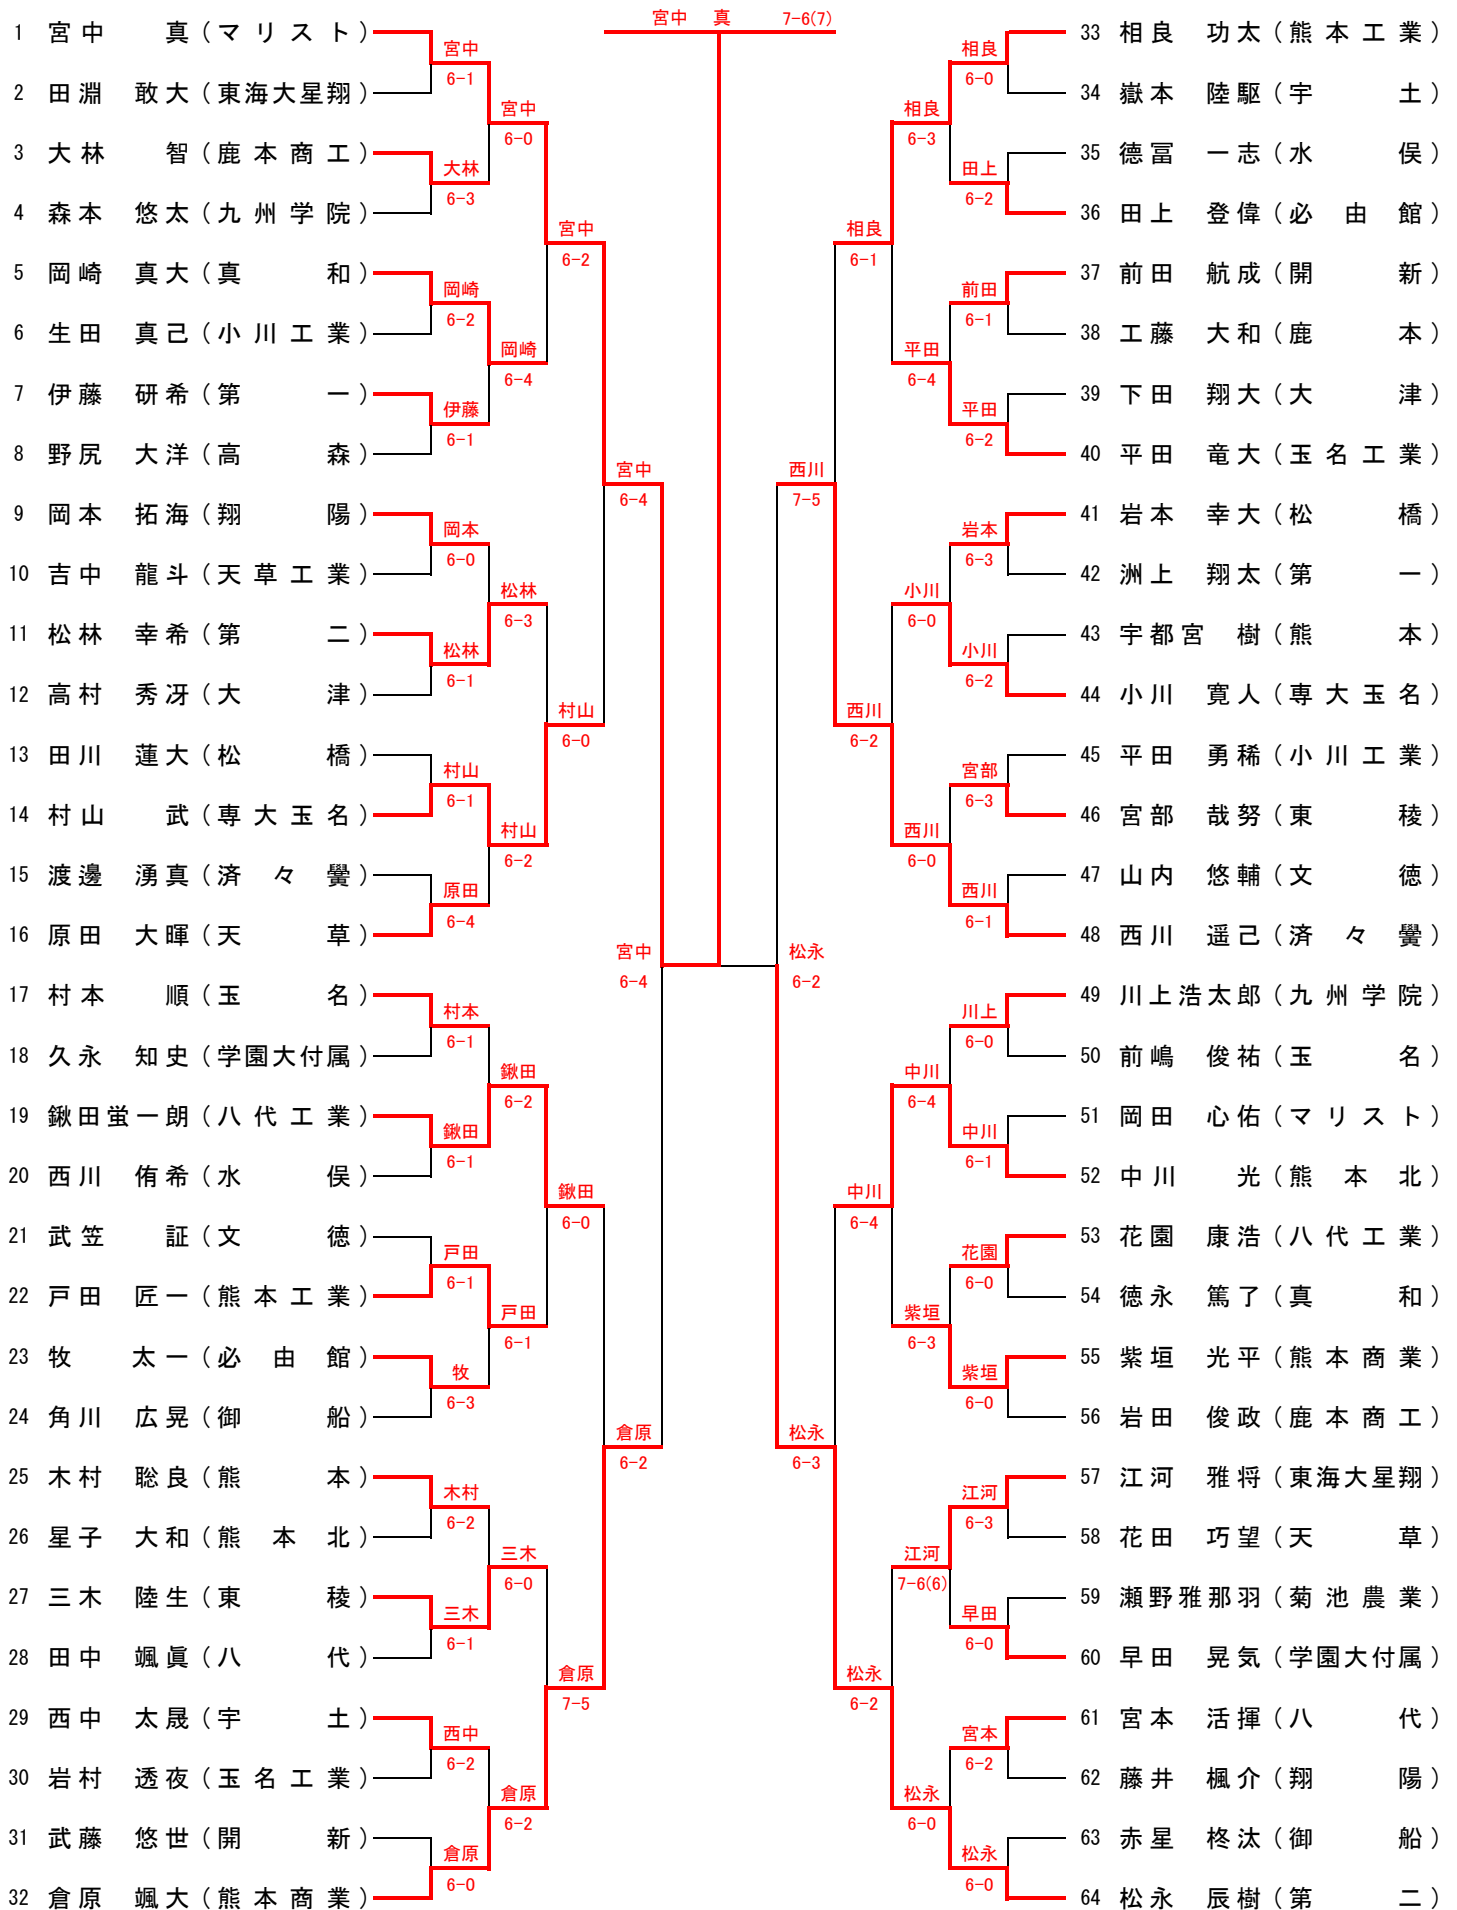 宮中 真 7-6(7)
1 宮中 真（マリスト）
2 田淵 敢大（東海大星翔）
3 大林 智（鹿本商工）
4 森本 悠太（九州学院）
5 岡崎 真大（真和）
6 生田 真己（小川工業）
7 伊藤 研希（第一）
8 野尻 大洋（高森）
9 岡本 拓海（翔陽）
10 吉中 龍斗（天草工業）
11 松林 幸希（第二）
12 高村 秀冴（大津）
13 田川 蓮大（松橋）
14 村山 武（専大玉名）
15 渡邊 湧真（済々黌）
16 原田 大暉（天草）
17 村本 順（玉名）
18 久永 知史（学園大付属）
19 鍬田蛍一朗（八代工業）
20 西川 侑希（水俣）
21 武笠 証（文徳）
22 戸田 匠一（熊本工業）
23 牧 太一（必由館）
24 角川 広晃（御船）
25 木村 聡良（熊本）
26 星子 大和（熊本北）
27 三木 陸生（東稜）
28 田中 颯眞（八代）
29 西中 太晟（宇土）
30 岩村 透夜（玉名工業）
31 武藤 悠世（開新）
32 倉原 颯大（熊本商業）
宮中
6-1
大林
6-3
岡崎
6-2
伊藤
6-1
岡本
6-0
松林
6-1
村山
6-1
原田
6-4
村本
6-1
鍬田
6-1
戸田
6-1
牧
6-3
木村
6-2
三木
6-1
西中
6-2
倉原
6-0
宮中
6-0
岡崎
6-4
松林
6-3
村山
6-2
鍬田
6-2
戸田
6-1
三木
6-0
倉原
6-2
宮中
6-2
村山
6-0
鍬田
6-0
倉原
7-5
宮中
6-4
倉原
6-2
宮中
6-4
松永
6-2
西川
7-5
松永
6-3
相良
6-1
西川
6-2
中川
6-4
松永
6-2
相良
6-3
平田
6-4
小川
6-0
西川
6-0
中川
6-4
紫垣
6-3
江河
7-6(6)
松永
6-0
相良
6-0
田上
6-2
前田
6-1
平田
6-2
岩本
6-3
小川
6-2
宮部
6-3
西川
6-1
川上
6-0
中川
6-1
花園
6-0
紫垣
6-0
江河
6-3
早田
6-0
宮本
6-2
松永
6-0
33 相良 功太（熊本工業）
34 嶽本 陸駆（宇土）
35 德冨 一志（水俣）
36 田上 登偉（必由館）
37 前田 航成（開新）
38 工藤 大和（鹿本）
39 下田 翔大（大津）
40 平田 竜大（玉名工業）
41 岩本 幸大（松橋）
42 洲上 翔太（第一）
43 宇都宮 樹（熊本）
44 小川 寛人（専大玉名）
45 平田 勇稀（小川工業）
46 宮部 哉努（東稜）
47 山内 悠輔（文徳）
48 西川 遥己（済々黌）
49 川上浩太郎（九州学院）
50 前嶋 俊祐（玉名）
51 岡田 心佑（マリスト）
52 中川 光（熊本北）
53 花園 康浩（八代工業）
54 徳永 篤了（真和）
55 紫垣 光平（熊本商業）
56 岩田 俊政（鹿本商工）
57 江河 雅将（東海大星翔）
58 花田 巧望（天草）
59 瀬野雅那羽（菊池農業）
60 早田 晃気（学園大付属）
61 宮本 活揮（八代）
62 藤井 楓介（翔陽）
63 赤星 柊汰（御船）
64 松永 辰樹（第二）